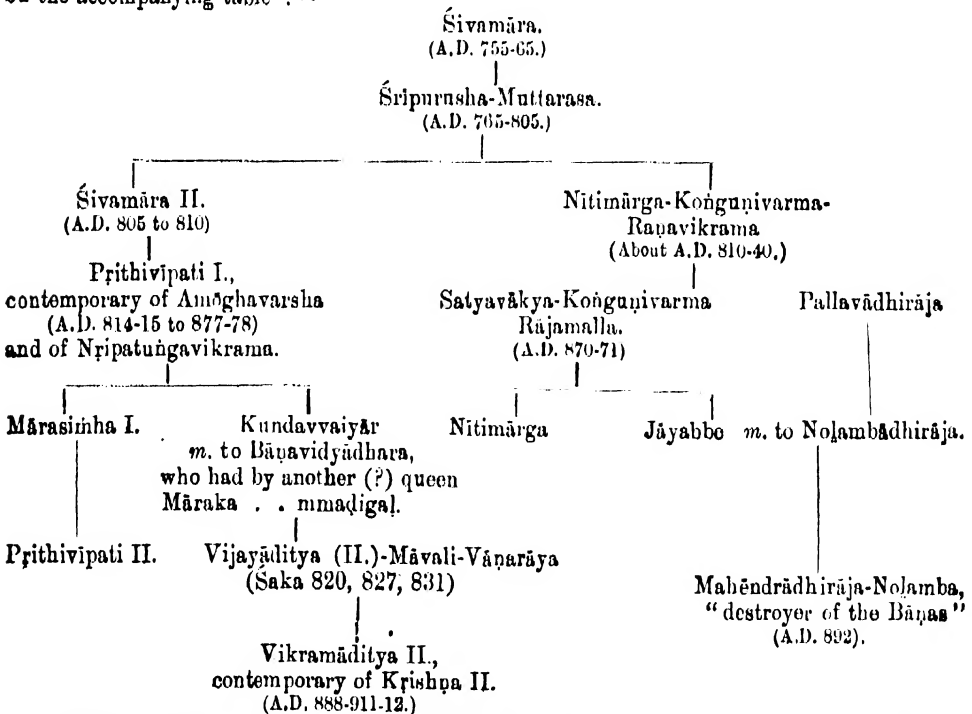 on the accompanying table :
Śivamāra.
(A.D. 755-65.)
Śripurusha-Muttarasa.
(A.D. 765-805.)
Śivamāra II.
(A.D. 805 to 810)
Nītimārga-Koṅguṇivarma-
Raṇavikrama
(About A.D. 810-40.)
Pṛithivīpati I.,
contemporary of Amōghavarsha
(A.D. 814-15 to 877-78)
and of Nṛipatuṅgavikrama.
Satyavākya-Koṅguṇivarma
Rājamalla.
(A.D. 870-71)
Pallavādhirāja
Mārasiṁha I.
Kundavvaiyār
m. to Bāṇavidyādhara,
who had by another (?) queen
Māraka . . mmaḍigaḷ.
Nītimārga
Jāyabbe m. to Noḷambādhirāja.
Pṛithivīpati II.
Vijayāditya (II.)-Māvali-Vāṇarāya
(Śaka 820, 827, 831)
Mahēndrādhirāja-Noḷamba,
"destroyer of the Bāṇas"
(A.D. 892).
Vikramāditya II.,
contemporary of Kṛishṇa II.
(A.D. 888-911-12.)